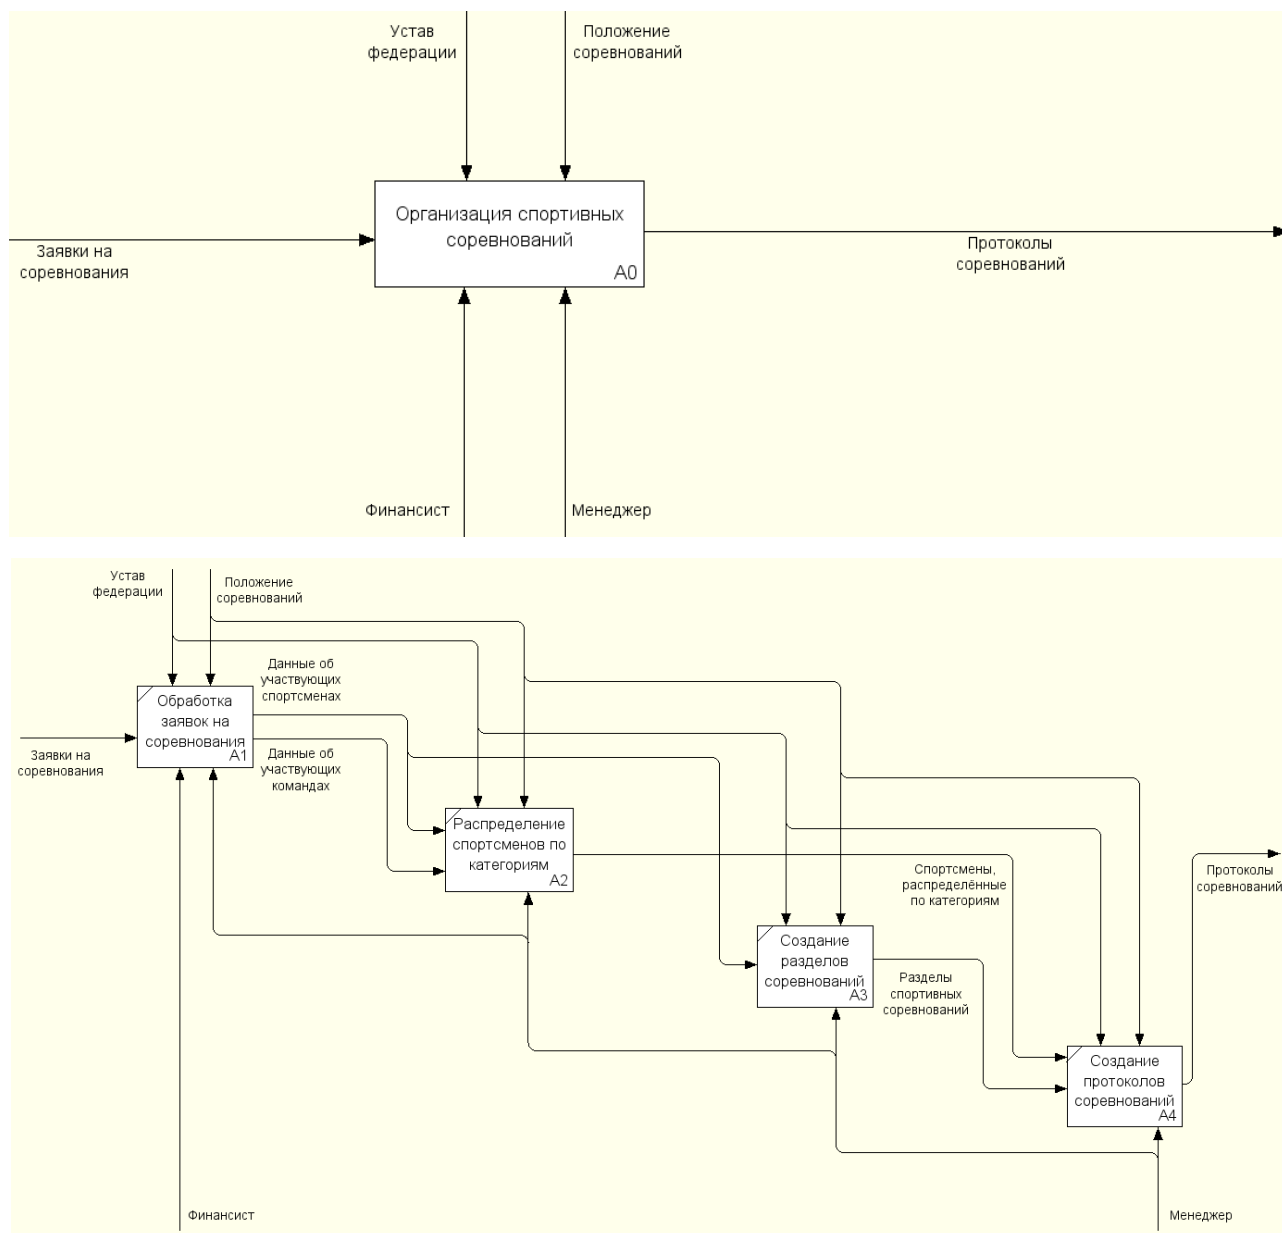 Устав
федерации
Положение
соревнований
Организация спортивных
соревнований
A0
Заявки на
соревнования
Протоколы
соревнований
Финансист
Менеджер
Устав
федерации
Положение
соревнований
Данные об
участвующих
спортсменах
Обработка
заявок на
соревнования
A1
Заявки на
соревнования
Данные об
участвующих
командах
Распределение
спортсменов по
категориям
A2
Спортсмены,
распределённые
по категориям
Протоколы
соревнований
Создание
разделов
соревнований
A3
Разделы
спортивных
соревнований
Создание
протоколов
соревнований
A4
Финансист
Менеджер